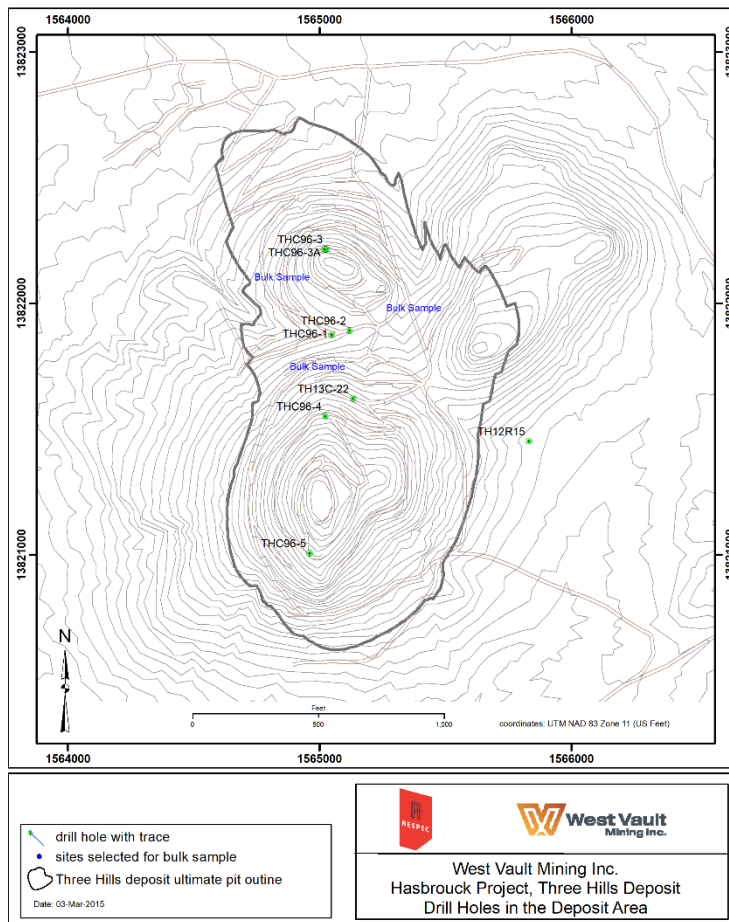 1564000 1565000 1566000
13823000 13823000
THC96-3
THC96-3A
Bulk Sample
13822000 13822000
Bulk Sample
THC96-2
THC96-1
Bulk Sample
TH13C-22
THC96-4
TH12R15
13821000 13821000
THC96-5
N
Feet
0 500 1,000
coordinates: UTM NAD 83 Zone 11 (US Feet)
1564000 1565000 1566000
drill hole with trace
sites selected for bulk sample
Three Hills deposit ultimate pit outine
Date: 03-Mar-2015
RESPEC
West Vault
Mining Inc.
West Vault Mining Inc.
Hasbrouck Project, Three Hills Deposit
Drill Holes in the Deposit Area